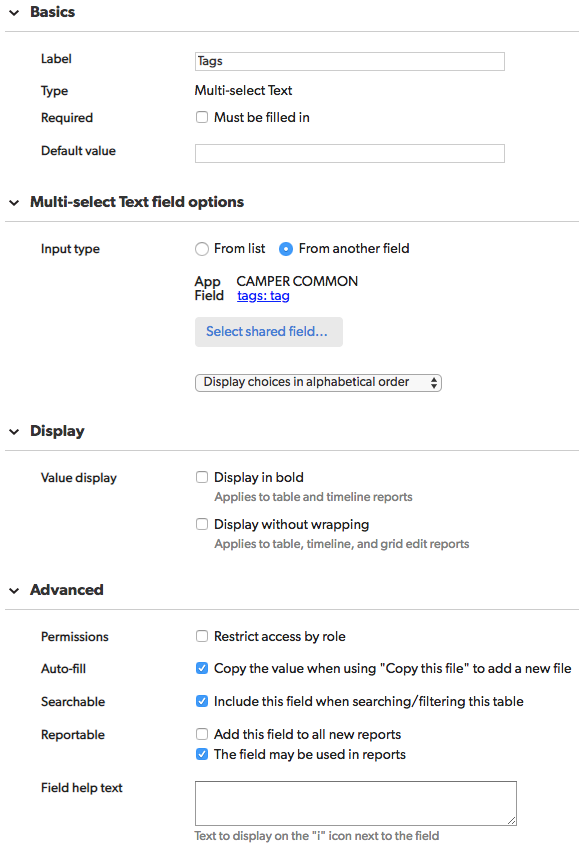 Basics
Label Tags
Type Multi-select Text
Required Must be filled in
Default value
Multi-select Text field options
Input type From list From another field
App CAMPER COMMON
Field tags: tag
Select shared field...
Display choices in alphabetical order
Display
Value display Display in bold
Applies to table and timeline reports
Display without wrapping
Applies to table, timeline, and grid edit reports
Advanced
Permissions Restrict access by role
Auto-fill Copy the value when using "Copy this file" to add a new file
Searchable Include this field when searching/filtering this table
Reportable Add this field to all new reports
The field may be used in reports
Field help text
Text to display on the "i" icon next to the field